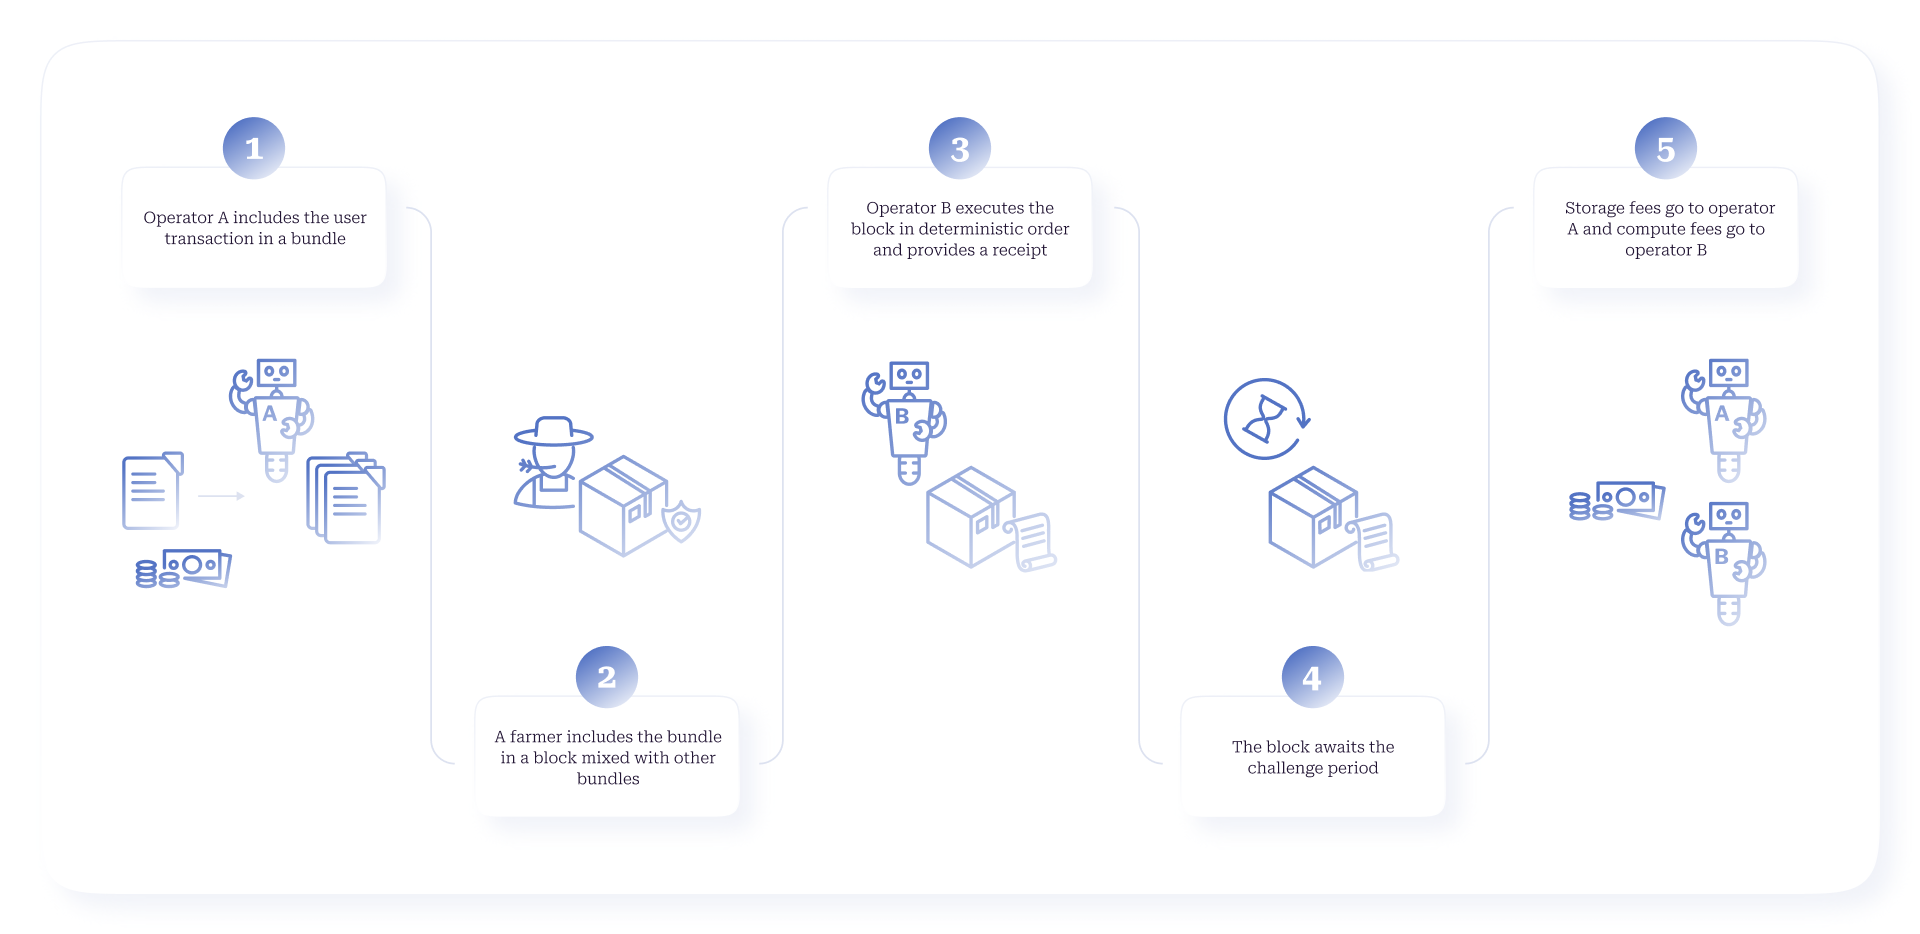 1
Operator A includes the user
transaction in a bundle
A
2
A farmer includes the bundle
in a block mixed with other
bundles
3
Operator B executes the
block in deterministic order
and provides a receipt
B
4
The block awaits the
challenge period
5
Storage fees go to operator
A and compute fees go to
operator B
A
B